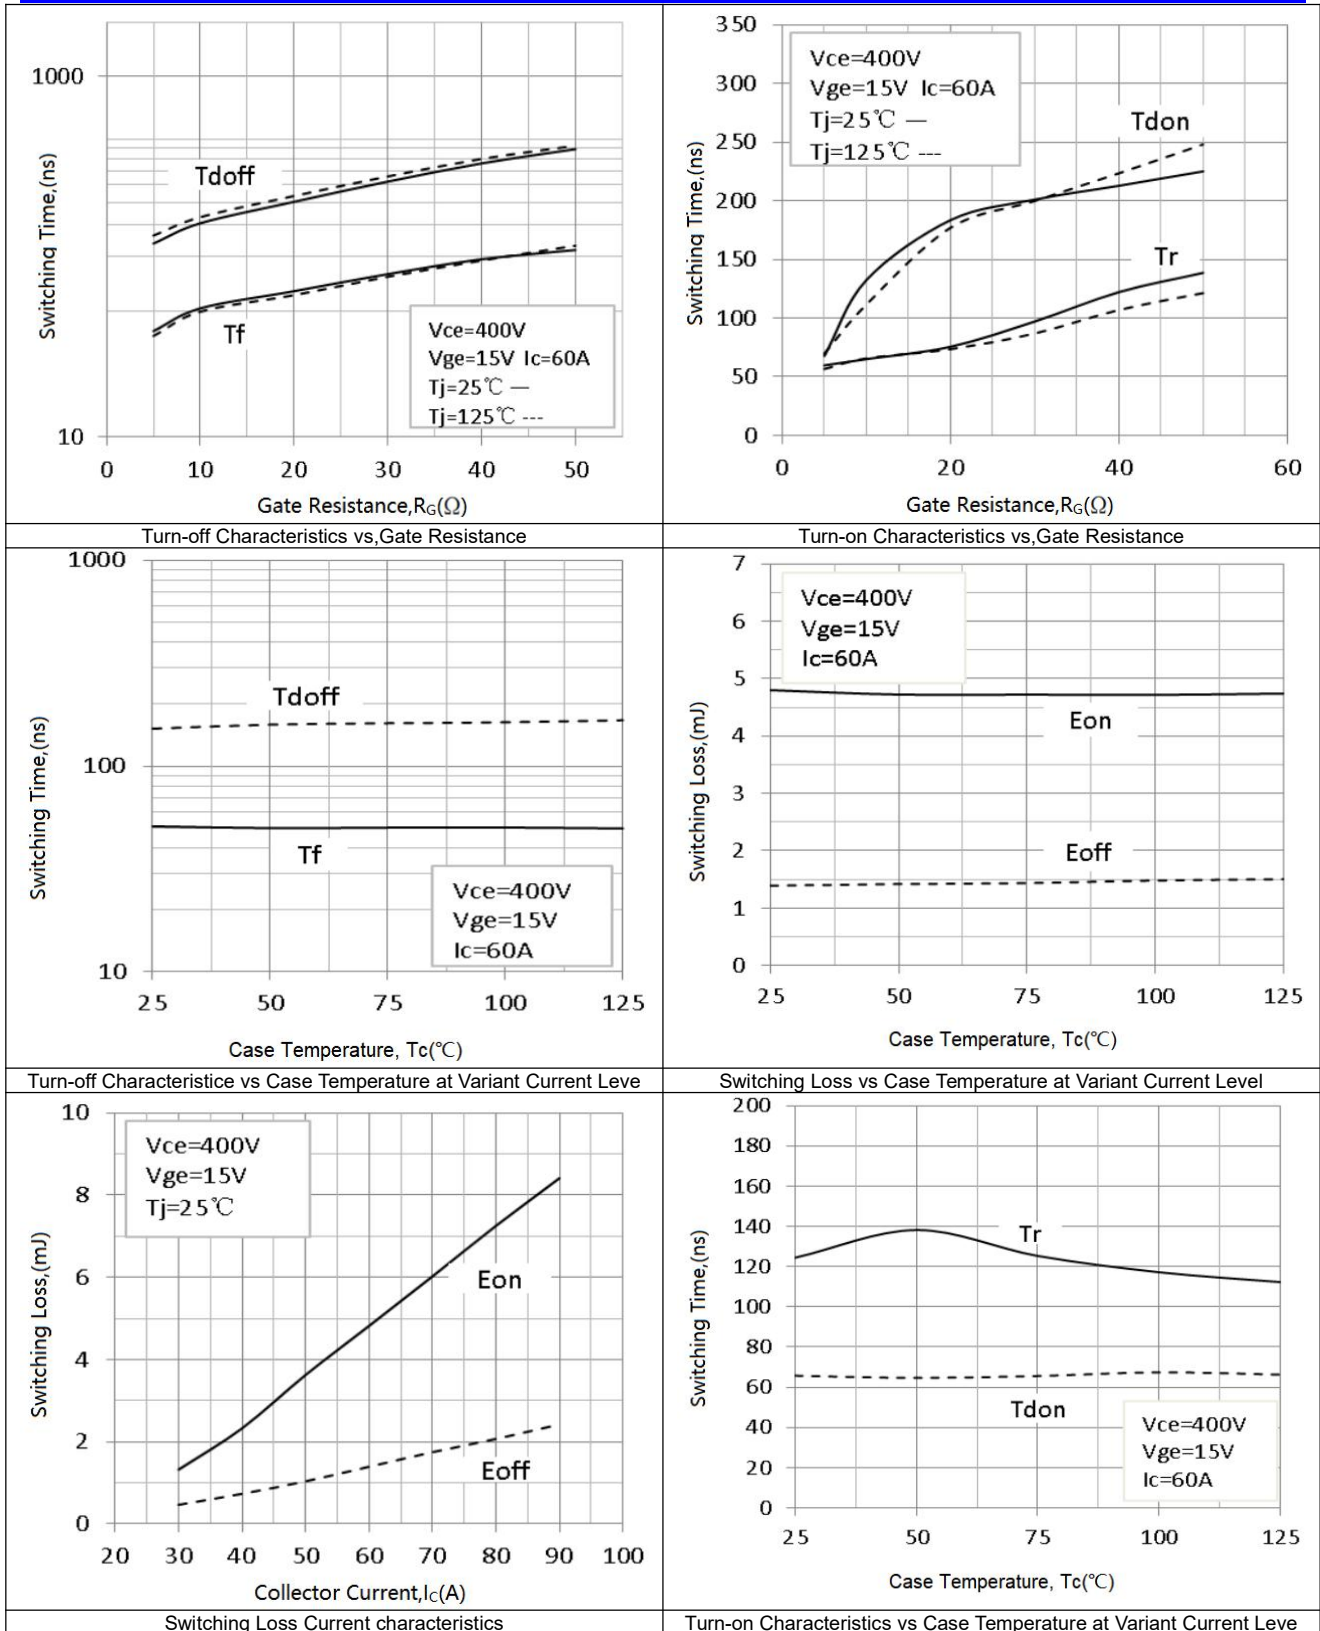 1000
10
Switching Time,(ns)
Tdoff
Tf
Vce=400V
Vge=15V Ic=60A
Tj=25℃ —
Tj=125℃ ---
0 10 20 30 40 50
Gate Resistance,RG(Ω)
Turn-off Characteristics vs,Gate Resistance
350
300
250
200
150
100
50
0
Switching Time,(ns)
Vce=400V
Vge=15V Ic=60A
Tj=25℃ —
Tj=125℃ ---
Tdon
Tr
0 20 40 60
Gate Resistance,RG(Ω)
Turn-on Characteristics vs,Gate Resistance
1000
100
10
Switching Time,(ns)
Tdoff
Tf
Vce=400V
Vge=15V
Ic=60A
25 50 75 100 125
Case Temperature, Tc(℃)
Turn-off Characteristice vs Case Temperature at Variant Current Leve
7
6
5
4
3
2
1
0
Switching Loss,(mJ)
Vce=400V
Vge=15V
Ic=60A
Eon
Eoff
25 50 75 100 125
Case Temperature, Tc(℃)
Switching Loss vs Case Temperature at Variant Current Level
10
8
6
4
2
0
Switching Loss,(mJ)
Vce=400V
Vge=15V
Tj=25℃
Eon
Eoff
20 30 40 50 60 70 80 90 100
Collector Current,IC(A)
Switching Loss Current characteristics
200
180
160
140
120
100
80
60
40
20
0
Switching Time,(ns)
Tr
Tdon
Vce=400V
Vge=15V
Ic=60A
25 50 75 100 125
Case Temperature, Tc(℃)
Turn-on Characteristics vs Case Temperature at Variant Current Leve